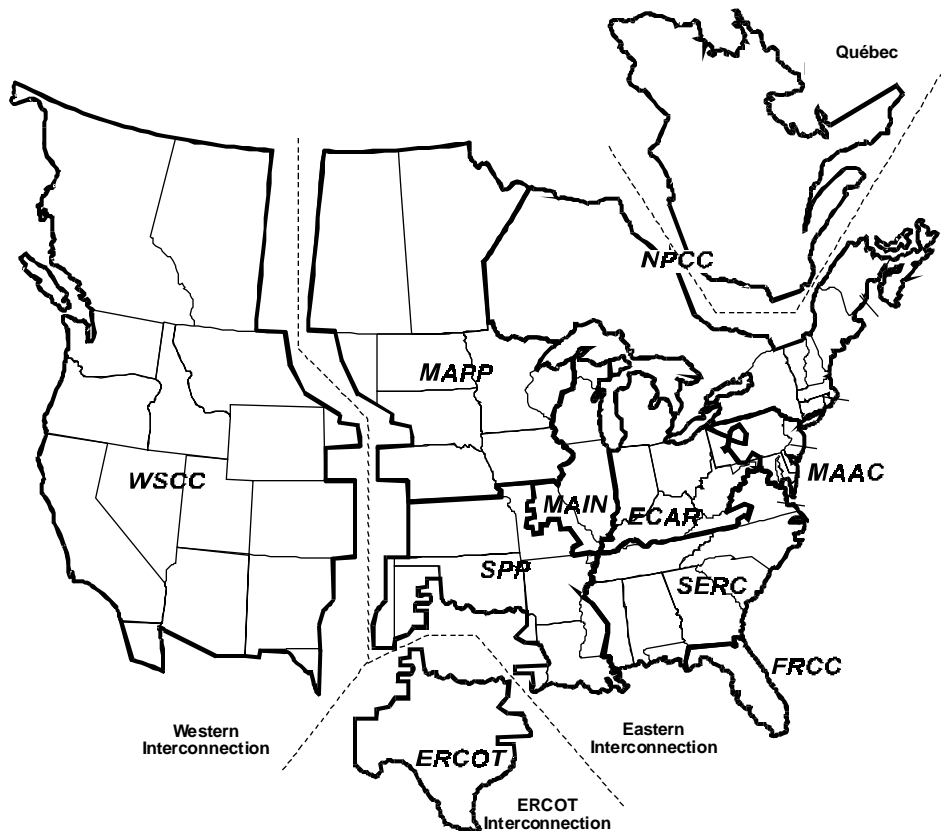 Québec
NPCC
MAPP
MAAC
WSCC
MAIN
ECAR
SPP
SERC
FRCC
Western
Interconnection
Eastern
Interconnection
ERCOT
ERCOT
Interconnection